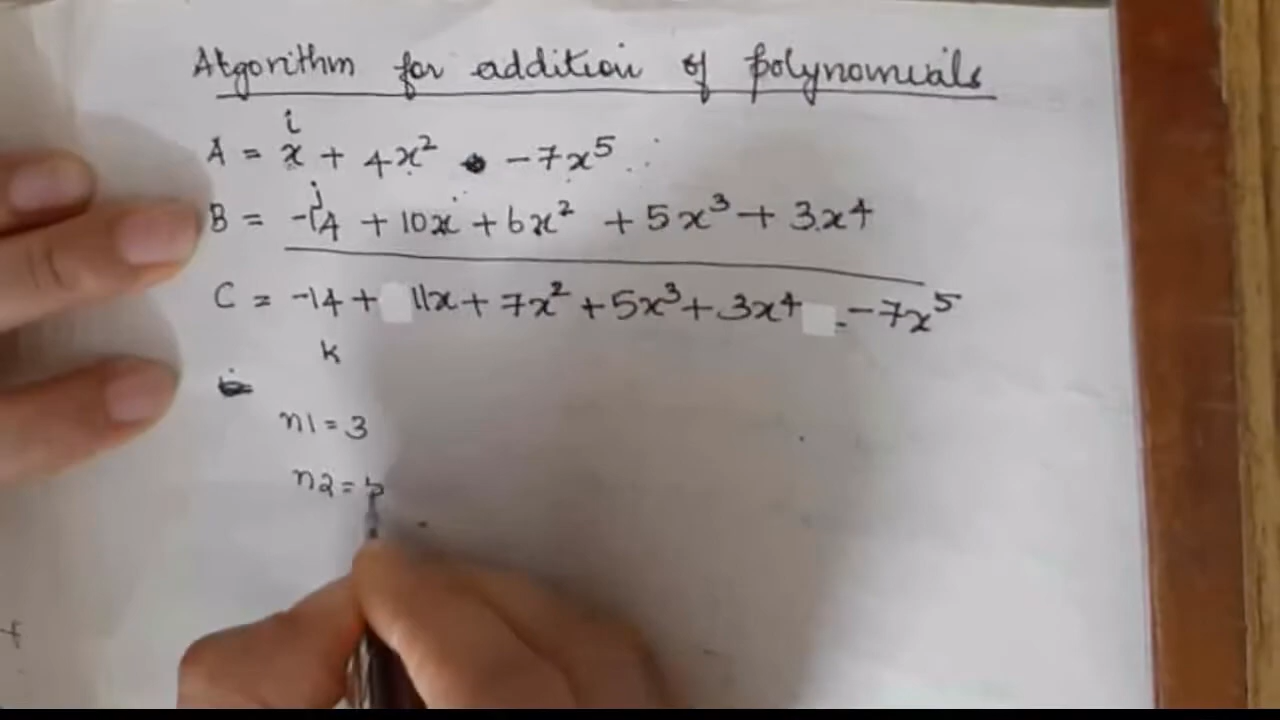 Algorithm for addition of polynomials
i
A = x + 4x² -7x⁵
j
B = -14 + 10x + 6x² + 5x³ + 3x⁴
C = -14 + 11x + 7x² + 5x³ + 3x⁴ - -7x⁵
k
n1 = 3
n2 = 5